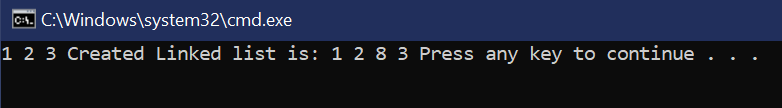 C:\Windows\system32\cmd.exe
1 2 3 Created Linked list is: 1 2 8 3 Press any key to continue . . .